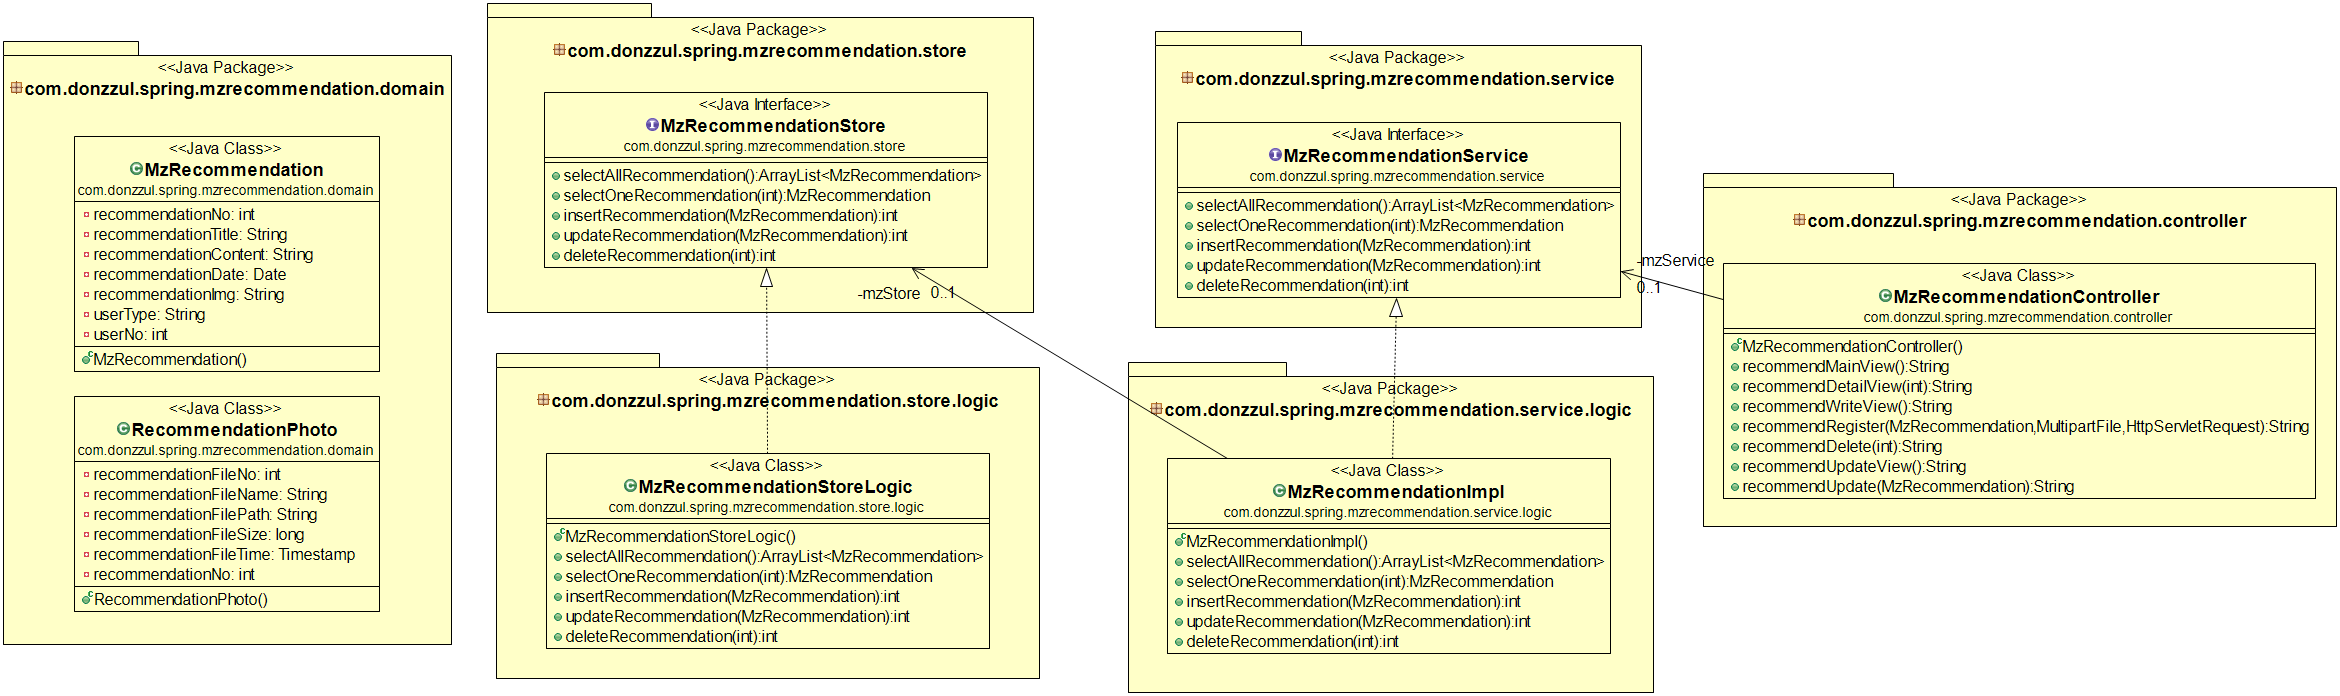 <<Java Package>>
com.donzzul.spring.mzrecommendation.domain
<<Java Class>>
MzRecommendation
com.donzzul.spring.mzrecommendation.domain
recommendationNo: int
recommendationTitle: String
recommendationContent: String
recommendationDate: Date
recommendationImg: String
userType: String
userNo: int
MzRecommendation()
<<Java Class>>
RecommendationPhoto
com.donzzul.spring.mzrecommendation.domain
recommendationFileNo: int
recommendationFileName: String
recommendationFilePath: String
recommendationFileSize: long
recommendationFileTime: Timestamp
recommendationNo: int
RecommendationPhoto()
<<Java Package>>
com.donzzul.spring.mzrecommendation.store
<<Java Interface>>
MzRecommendationStore
com.donzzul.spring.mzrecommendation.store
selectAllRecommendation():ArrayList<MzRecommendation>
selectOneRecommendation(int):MzRecommendation
insertRecommendation(MzRecommendation):int
updateRecommendation(MzRecommendation):int
deleteRecommendation(int):int
-mzStore 0..1
<<Java Package>>
com.donzzul.spring.mzrecommendation.store.logic
<<Java Class>>
MzRecommendationStoreLogic
com.donzzul.spring.mzrecommendation.store.logic
MzRecommendationStoreLogic()
selectAllRecommendation():ArrayList<MzRecommendation>
selectOneRecommendation(int):MzRecommendation
insertRecommendation(MzRecommendation):int
updateRecommendation(MzRecommendation):int
deleteRecommendation(int):int
<<Java Package>>
com.donzzul.spring.mzrecommendation.service
<<Java Interface>>
MzRecommendationService
com.donzzul.spring.mzrecommendation.service
selectAllRecommendation():ArrayList<MzRecommendation>
selectOneRecommendation(int):MzRecommendation
insertRecommendation(MzRecommendation):int
updateRecommendation(MzRecommendation):int
deleteRecommendation(int):int
-mzService
0..1
<<Java Package>>
com.donzzul.spring.mzrecommendation.service.logic
<<Java Class>>
MzRecommendationImpl
com.donzzul.spring.mzrecommendation.service.logic
MzRecommendationImpl()
selectAllRecommendation():ArrayList<MzRecommendation>
selectOneRecommendation(int):MzRecommendation
insertRecommendation(MzRecommendation):int
updateRecommendation(MzRecommendation):int
deleteRecommendation(int):int
<<Java Package>>
com.donzzul.spring.mzrecommendation.controller
<<Java Class>>
MzRecommendationController
com.donzzul.spring.mzrecommendation.controller
MzRecommendationController()
recommendMainView():String
recommendDetailView(int):String
recommendWriteView():String
recommendRegister(MzRecommendation,MultipartFile,HttpServletRequest):String
recommendDelete(int):String
recommendUpdateView():String
recommendUpdate(MzRecommendation):String